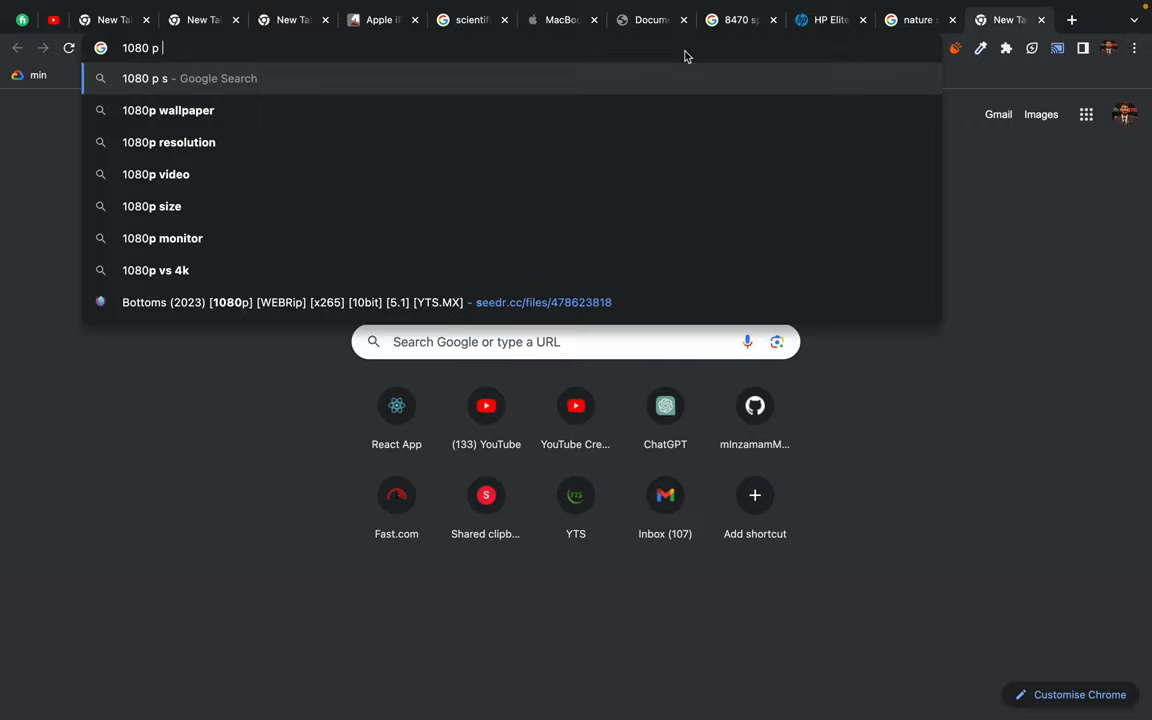 New Ta
New Ta
New Ta
Apple i
scientif
MacBo
Docum
8470 s
HP Elit
nature
New Ta
1080 p
min
1080 p s - Google Search
1080p wallpaper
1080p resolution
1080p video
1080p size
1080p monitor
1080p vs 4k
Bottoms (2023) [1080p] [WEBRip] [x265] [10bit] [5.1] [YTS.MX] - seedr.cc/files/478623818
Gmail Images
Search Google or type a URL
React App
(133) YouTube
YouTube Cre...
ChatGPT
mInzamamM...
Fast.com
Shared clipb...
YTS
Inbox (107)
Add shortcut
Customise Chrome